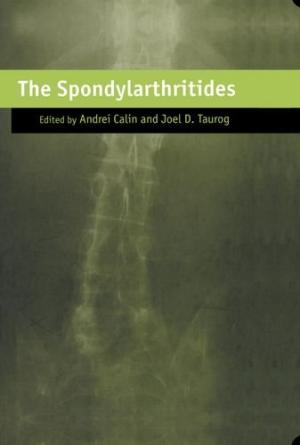 The Spondylarthritides
Edited by Andrei Calin and Joel D. Taurog